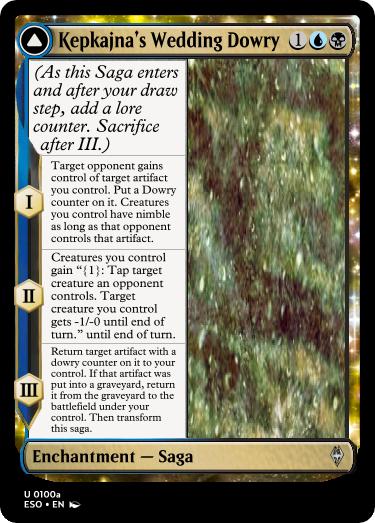 Kepkajna's Wedding Dowry 1
(As this Saga enters
and after your draw
step, add a lore
counter. Sacrifice
after III.)
I
Target opponent gains
control of target artifact
you control. Put a Dowry
counter on it. Creatures
you control have nimble
as long as that opponent
controls that artifact.
II
Creatures you control
gain “{1}: Tap target
creature an opponent
controls. Target
creature you control
gets -1/-0 until end of
turn.” until end of turn.
III
Return target artifact with a
dowry counter on it to your
control. If that artifact was
put into a graveyard, return
it from the graveyard to the
battlefield under your
control. Then transform
this saga.
Enchantment — Saga
U 0100a
ESO • EN